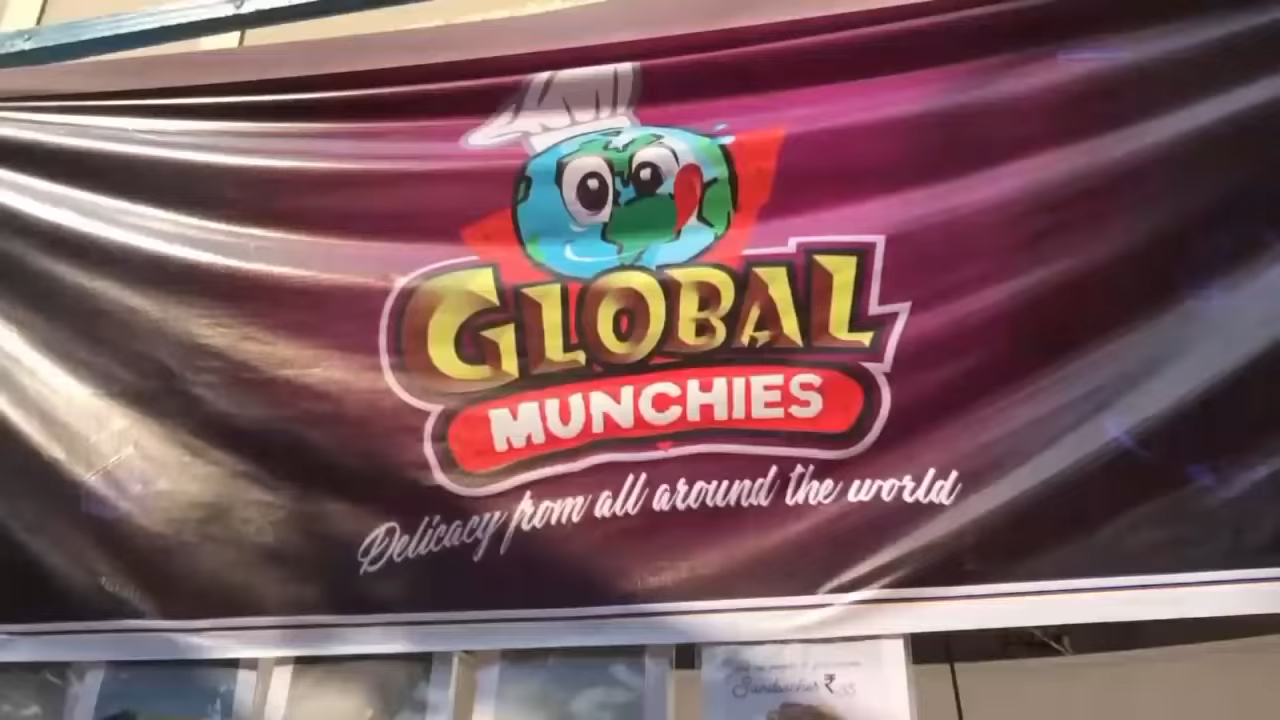 GLOBAL
MUNCHIES
Delicacy from all around the world
Sandwiches ₹